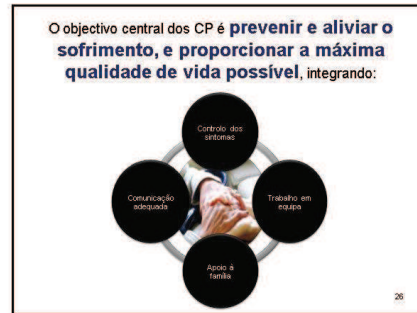 O objectivo central dos CP é prevenir e aliviar o
sofrimento, e proporcionar a máxima
qualidade de vida possível, integrando:
Controlo dos
sintomas
Comunicação
adequada
Trabalho em
equipa
Apoio à
família
26